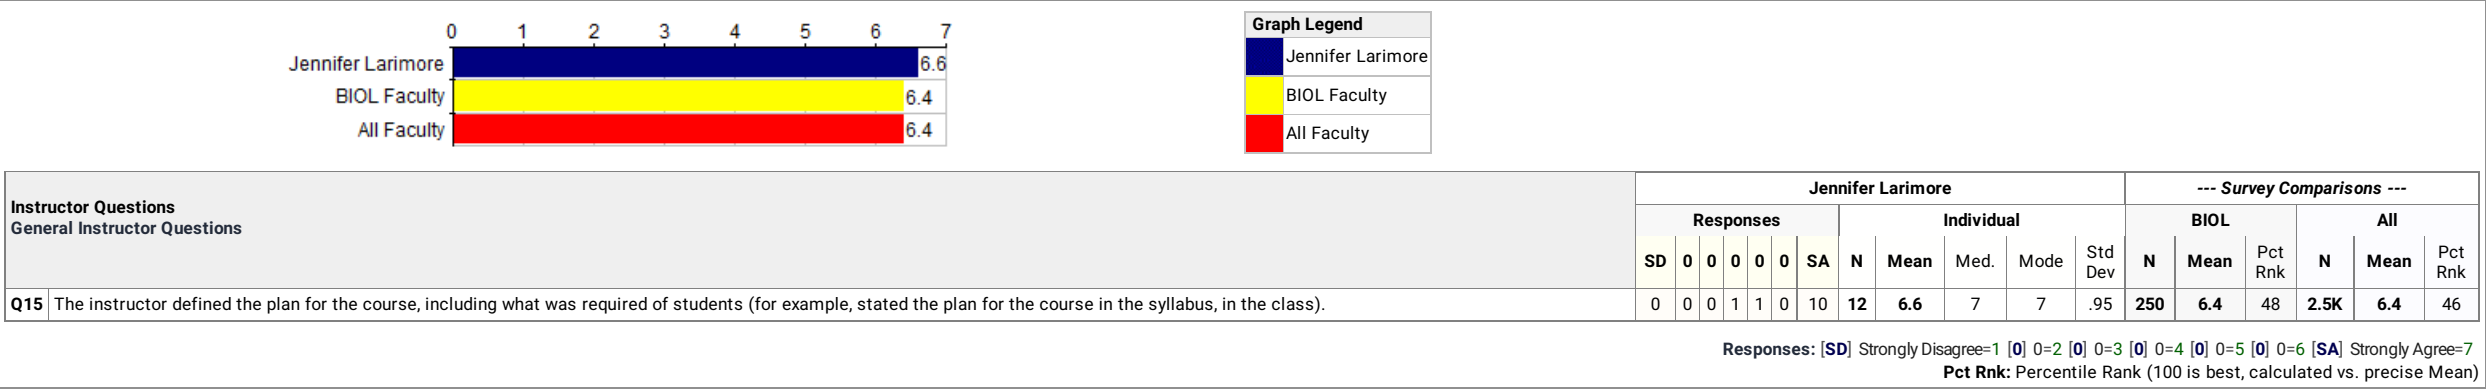 0 1 2 3 4 5 6 7
Jennifer Larimore 6.6
BIOL Faculty 6.4
All Faculty 6.4
Graph Legend
Jennifer Larimore
BIOL Faculty
All Faculty
Instructor Questions
General Instructor Questions
Jennifer Larimore --- Survey Comparisons ---
Responses Individual BIOL All
SD 0 0 0 0 0 SA N Mean Med. Mode Std Dev N Mean Pct Rnk N Mean Pct Rnk
Q15 The instructor defined the plan for the course, including what was required of students (for example, stated the plan for the course in the syllabus, in the class). 0 0 0 1 1 0 10 12 6.6 7 7 .95 250 6.4 48 2.5K 6.4 46
Responses: [SD] Strongly Disagree=1 [0] 0=2 [0] 0=3 [0] 0=4 [0] 0=5 [0] 0=6 [SA] Strongly Agree=7
Pct Rnk: Percentile Rank (100 is best, calculated vs. precise Mean)